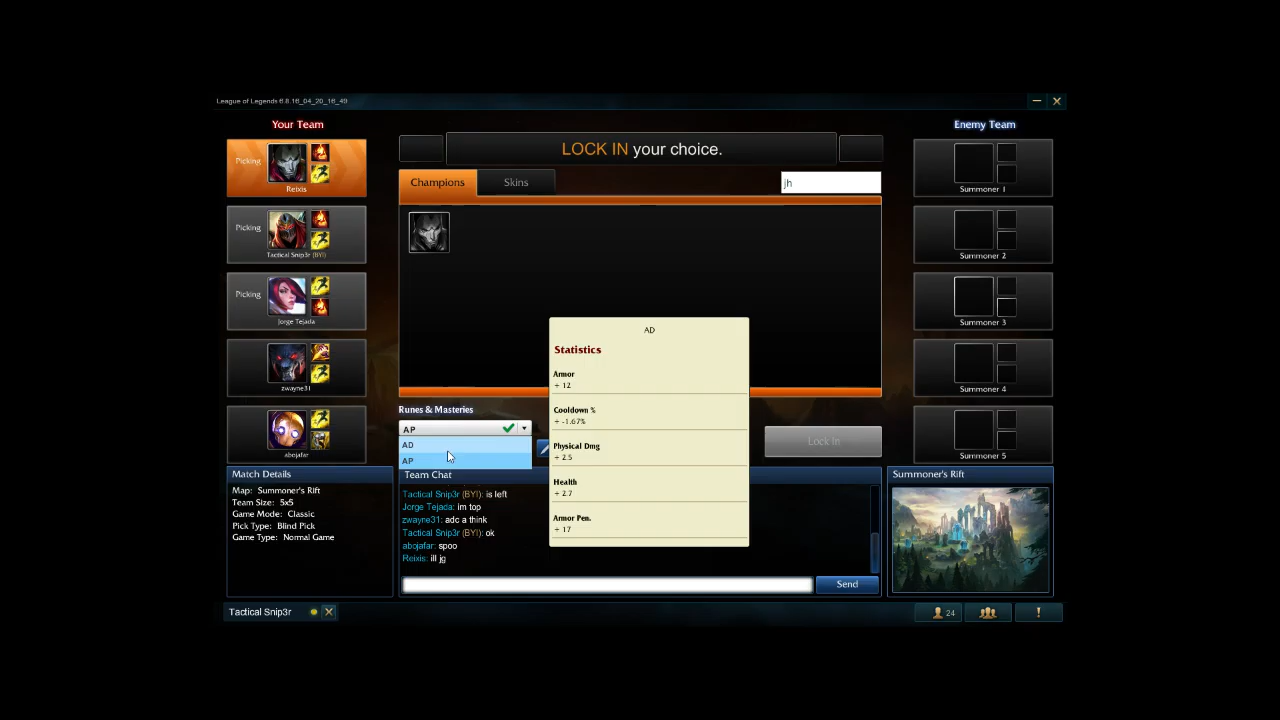 League of Legends 6.8.16_04_20_16_49
Your Team
Picking
Reixis
Picking
Tactical Snip3r (BYI)
Picking
Jorge Tejada
zwayne31
abojafar
LOCK IN your choice.
Champions
Skins
jh
AD
Statistics
Armor
+ 12
Cooldown %
+ -1.67%
Physical Dmg
+ 2.5
Health
+ 2.7
Armor Pen.
+ 17
Runes & Masteries
AP
AD
AP
Lock In
Enemy Team
Summoner 1
Summoner 2
Summoner 3
Summoner 4
Summoner 5
Match Details
Map: Summoner's Rift
Team Size: 5x5
Game Mode: Classic
Pick Type: Blind Pick
Game Type: Normal Game
Team Chat
Tactical Snip3r (BYI): is left
Jorge Tejada: im top
zwayne31: adc a think
Tactical Snip3r (BYI): ok
abojafar: spoo
Reixis: ill jg
Send
Summoner's Rift
Tactical Snip3r
24